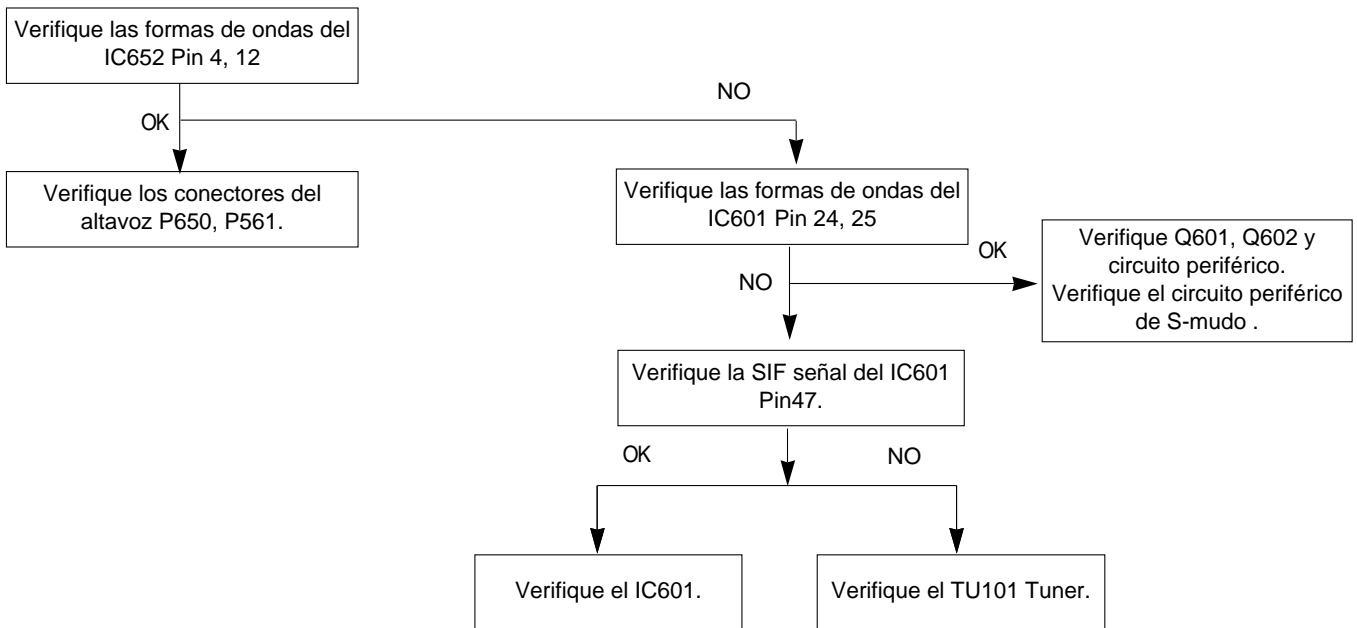 Verifique las formas de ondas del
IC652 Pin 4, 12
NO
OK
Verifique los conectores del
altavoz P650, P561.
Verifique las formas de ondas del
IC601 Pin 24, 25
OK
Verifique Q601, Q602 y
circuito periférico.
Verifique el circuito periférico
de S-mudo .
NO
Verifique la SIF señal del IC601
Pin47.
OK
NO
Verifique el IC601.
Verifique el TU101 Tuner.